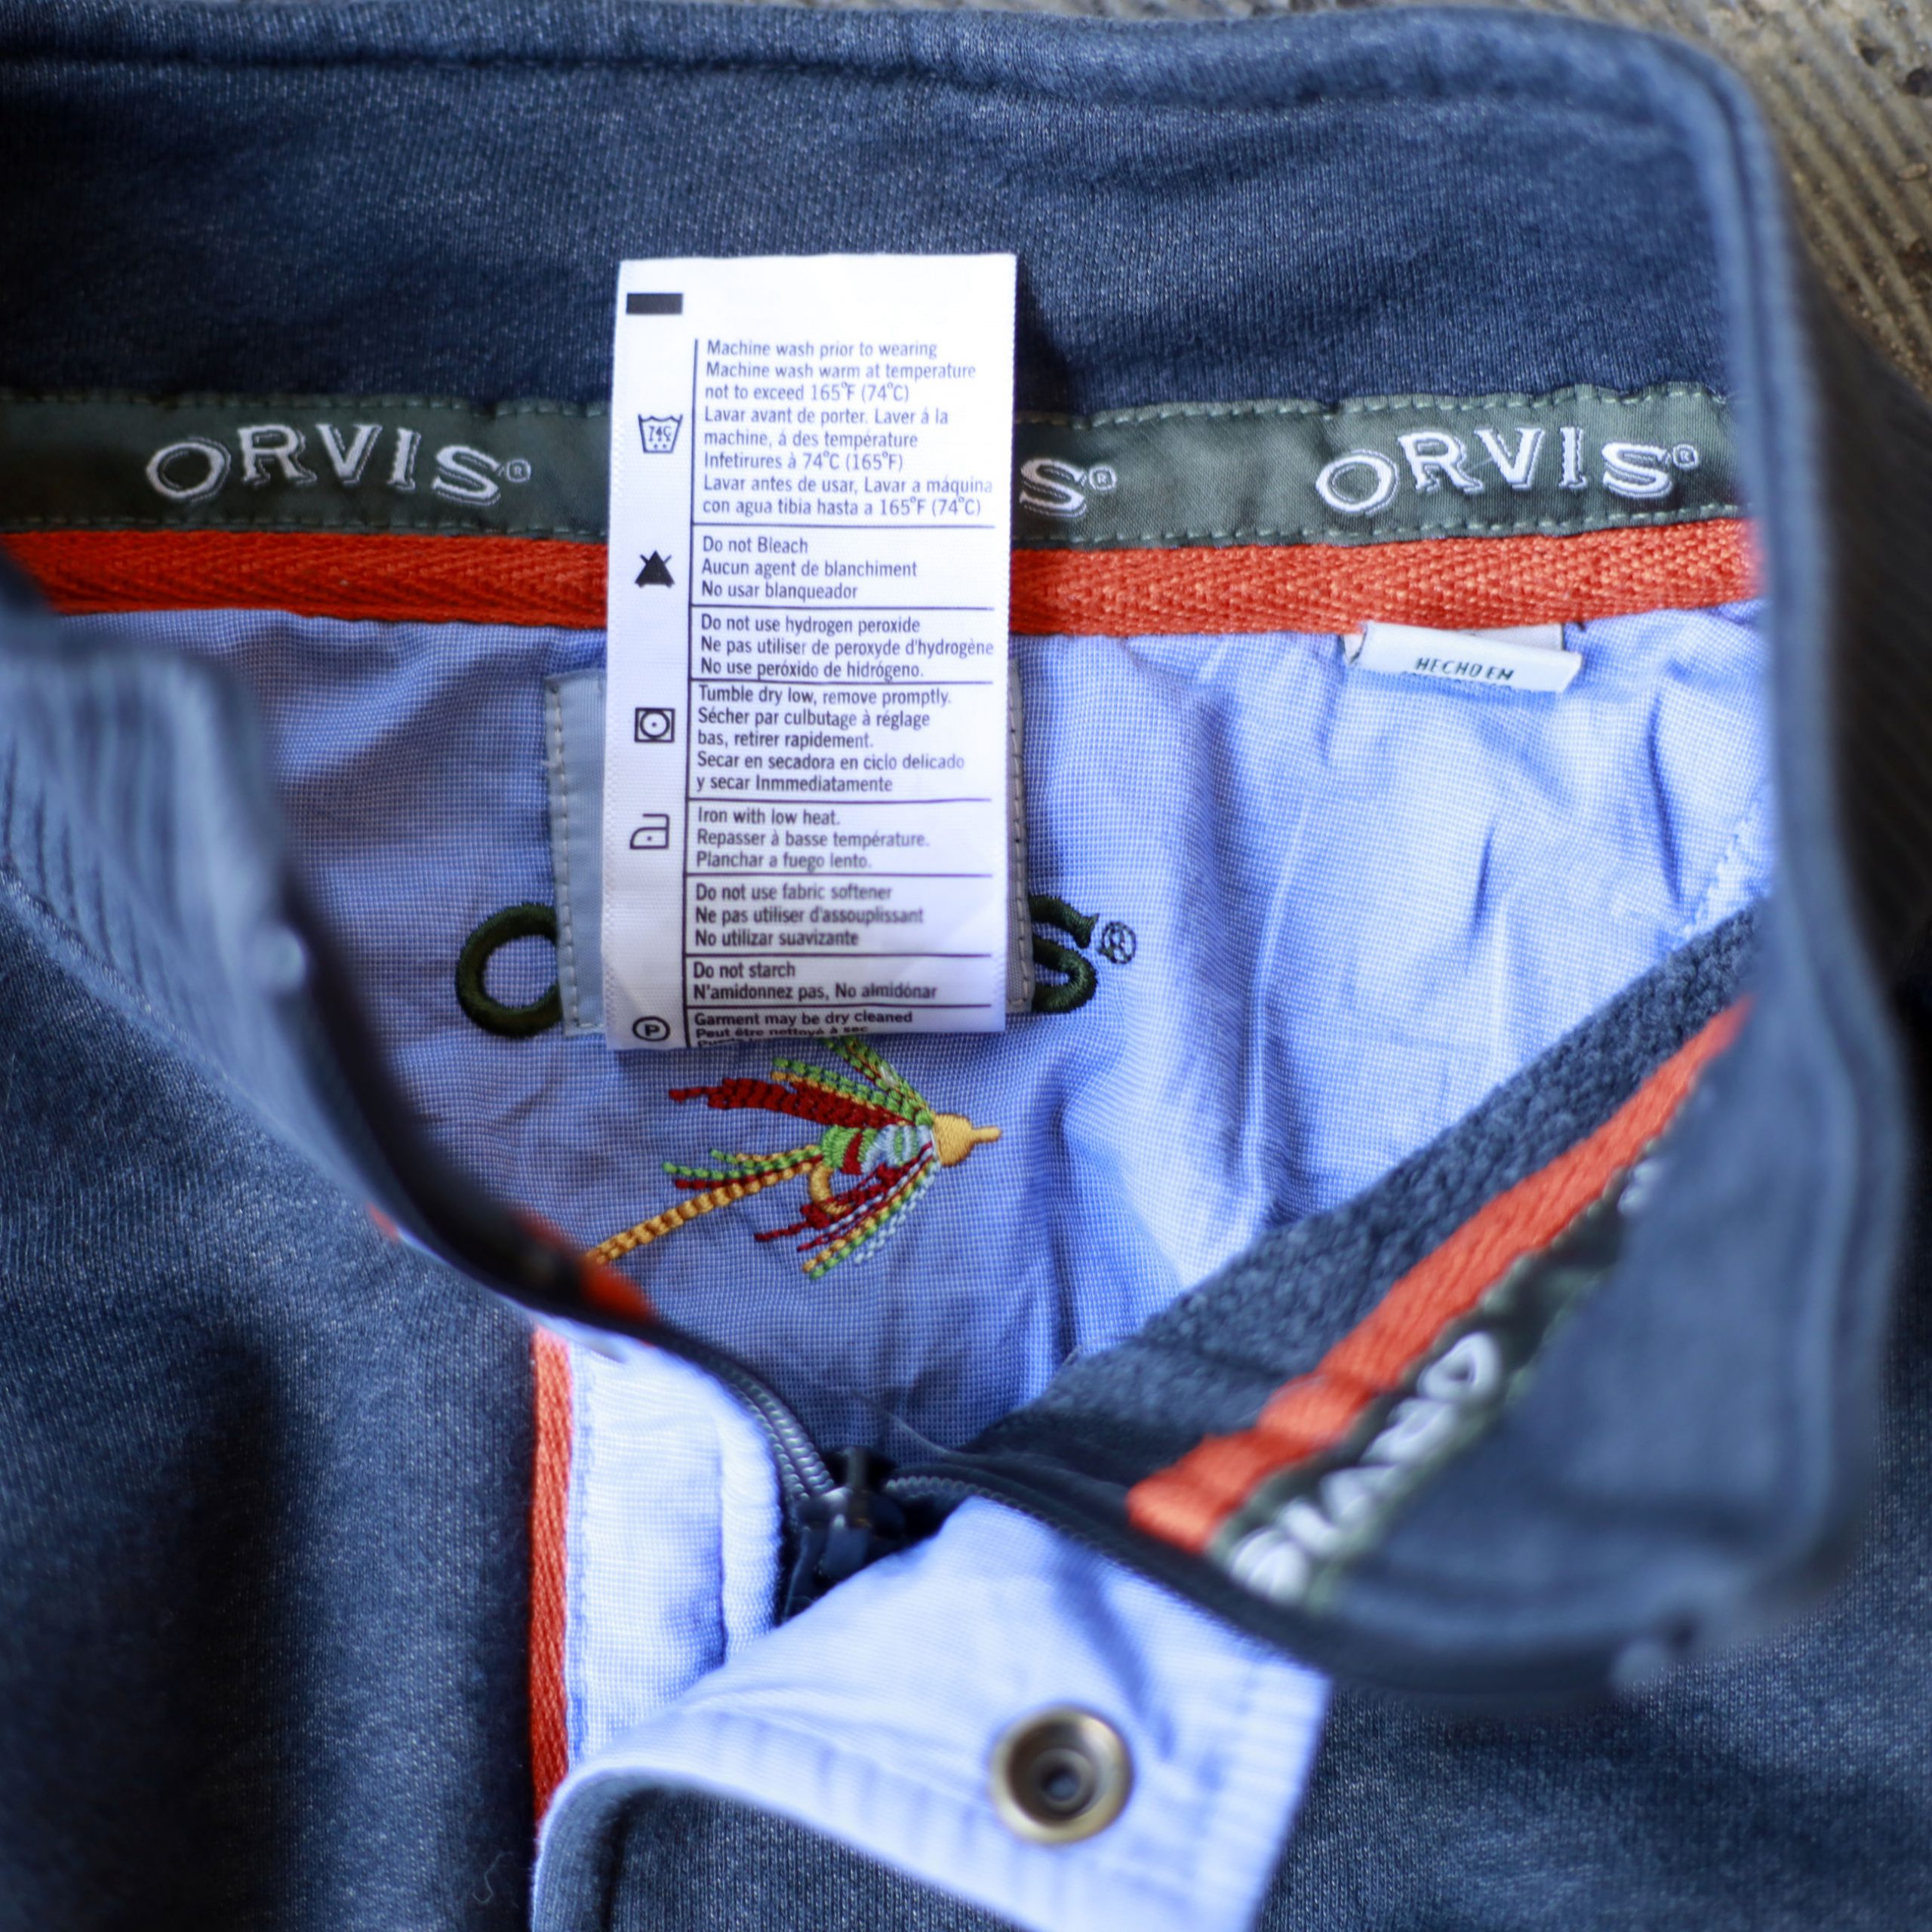 ORVIS®
S®
ORVIS®
Machine wash prior to wearing
Machine wash warm at temperature
not to exceed 165°F (74°C)
Lavar avant de porter. Laver á la
machine, á des température
Infetirures à 74°C (165°F)
Lavar antes de usar, Lavar a máquina
con agua tibia hasta a 165°F (74°C)
74C
Do not Bleach
Aucun agent de blanchiment
No usar blanqueador
Do not use hydrogen peroxide
Ne pas utiliser de peroxyde d'hydrogène
No use peróxido de hidrógeno.
Tumble dry low, remove promptly.
Sécher par culbutage à réglage
bas, retirer rapidement.
Secar en secadora en ciclo delicado
y secar Inmmediatamente
Iron with low heat.
Repasser à basse température.
Planchar a fuego lento.
Do not use fabric softener
Ne pas utiliser d'assouplissant
No utilizar suavizante
Do not starch
N'amidonnez pas, No almidónar
P
Garment may be dry cleaned
Peut être nettoyé à sec
HECHO EN
O S®
ORVIS